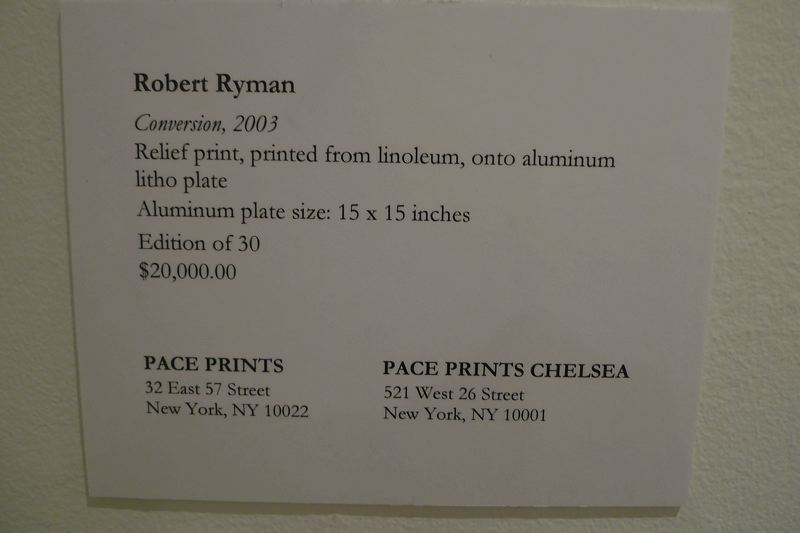 Robert Ryman
Conversion, 2003
Relief print, printed from linoleum, onto aluminum
litho plate
Aluminum plate size: 15 x 15 inches
Edition of 30
$20,000.00
PACE PRINTS
32 East 57 Street
New York, NY 10022
PACE PRINTS CHELSEA
521 West 26 Street
New York, NY 10001